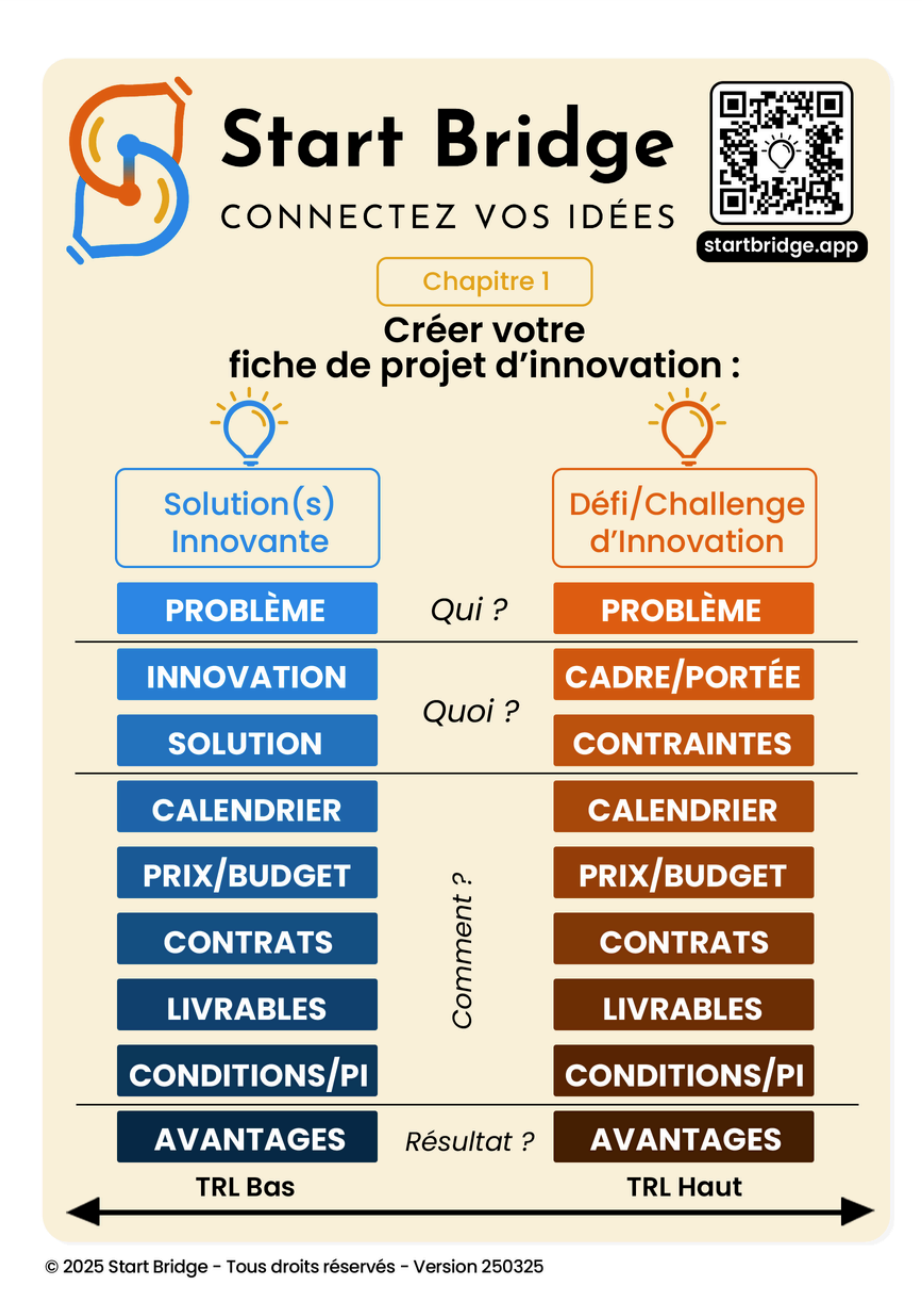 Start Bridge
CONNECTEZ VOS IDÉES
startbridge.app
Chapitre 1
Créer votre
fiche de projet d'innovation :
Solution(s)
Innovante
Défi/Challenge
d'Innovation
PROBLÈME
Qui ?
PROBLÈME
INNOVATION
CADRE/PORTÉE
Quoi ?
SOLUTION
CONTRAINTES
CALENDRIER
CALENDRIER
PRIX/BUDGET
PRIX/BUDGET
Comment ?
CONTRATS
CONTRATS
LIVRABLES
LIVRABLES
CONDITIONS/PI
CONDITIONS/PI
AVANTAGES
Résultat ?
AVANTAGES
TRL Bas
TRL Haut
© 2025 Start Bridge - Tous droits réservés - Version 250325